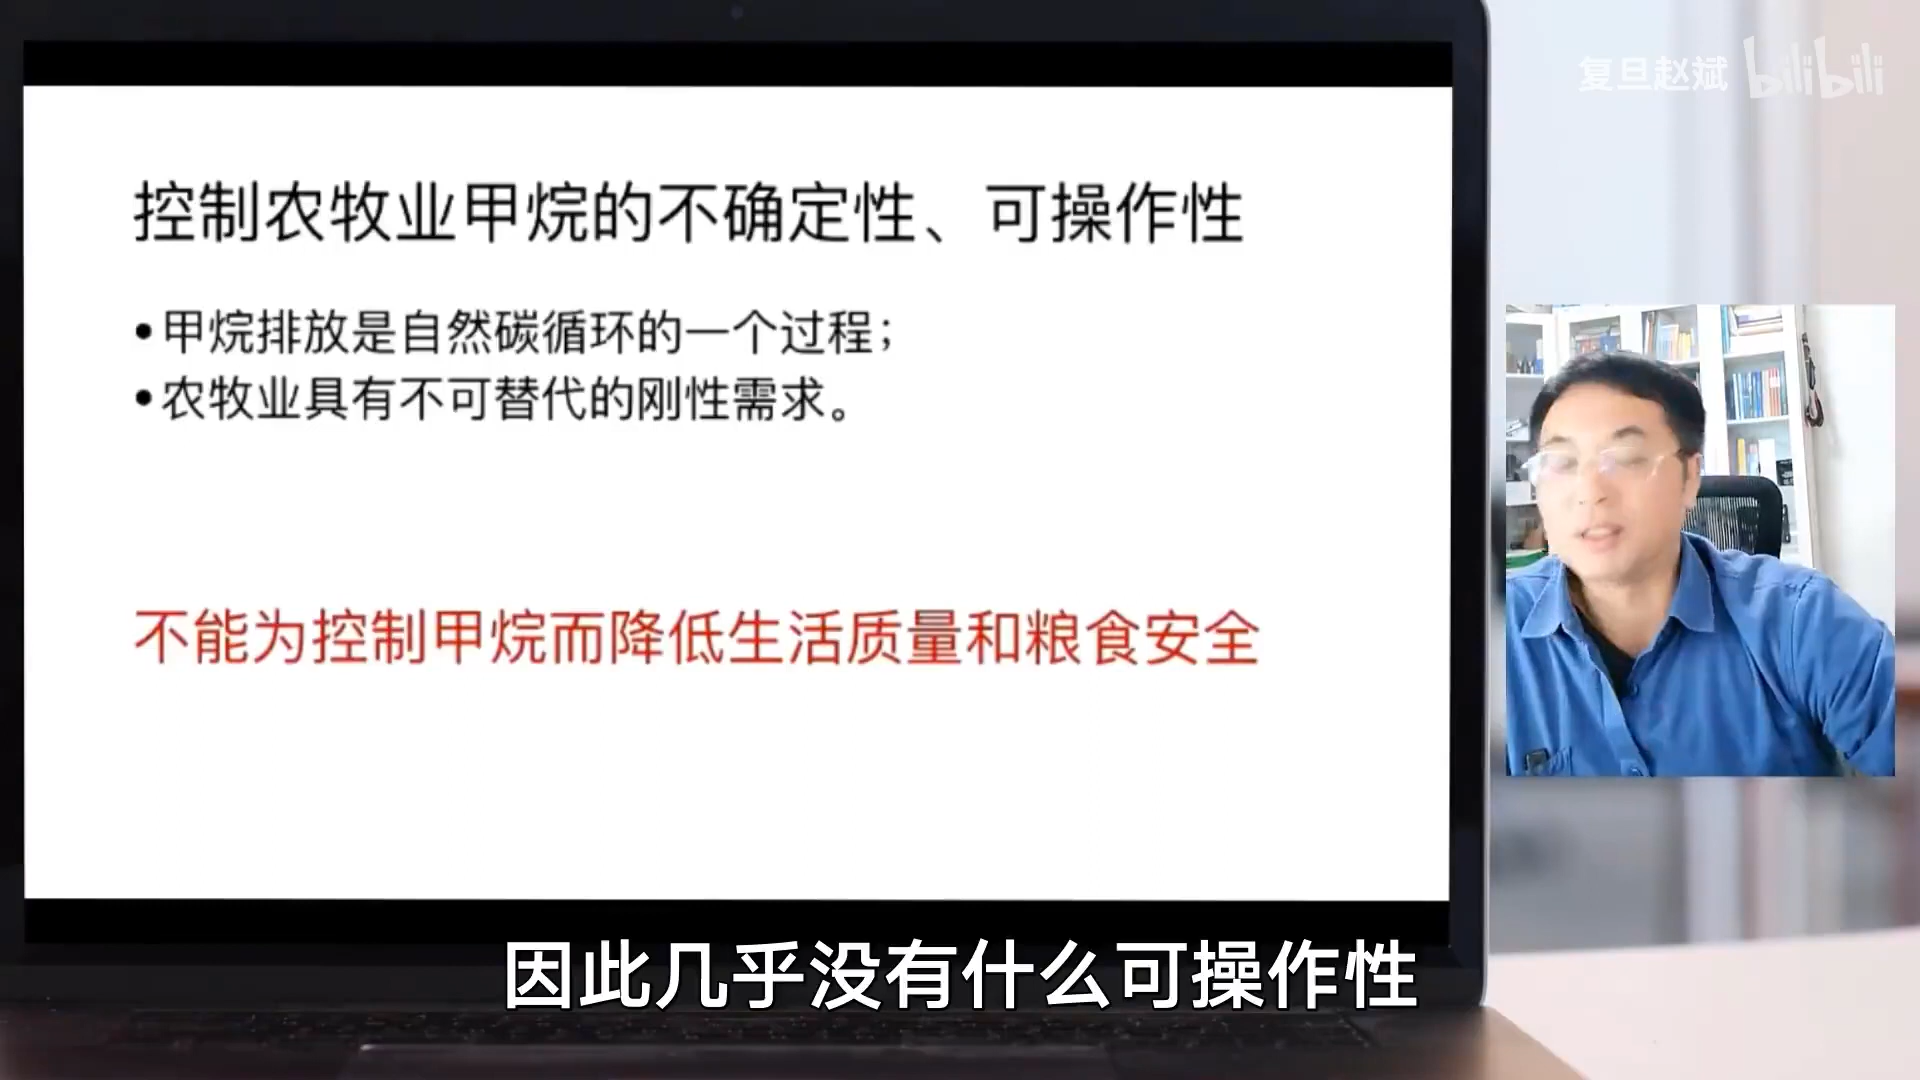 复旦赵斌 bilibili
控制农牧业甲烷的不确定性、可操作性
•甲烷排放是自然碳循环的一个过程；
•农牧业具有不可替代的刚性需求。
不能为控制甲烷而降低生活质量和粮食安全
因此几乎没有什么可操作性